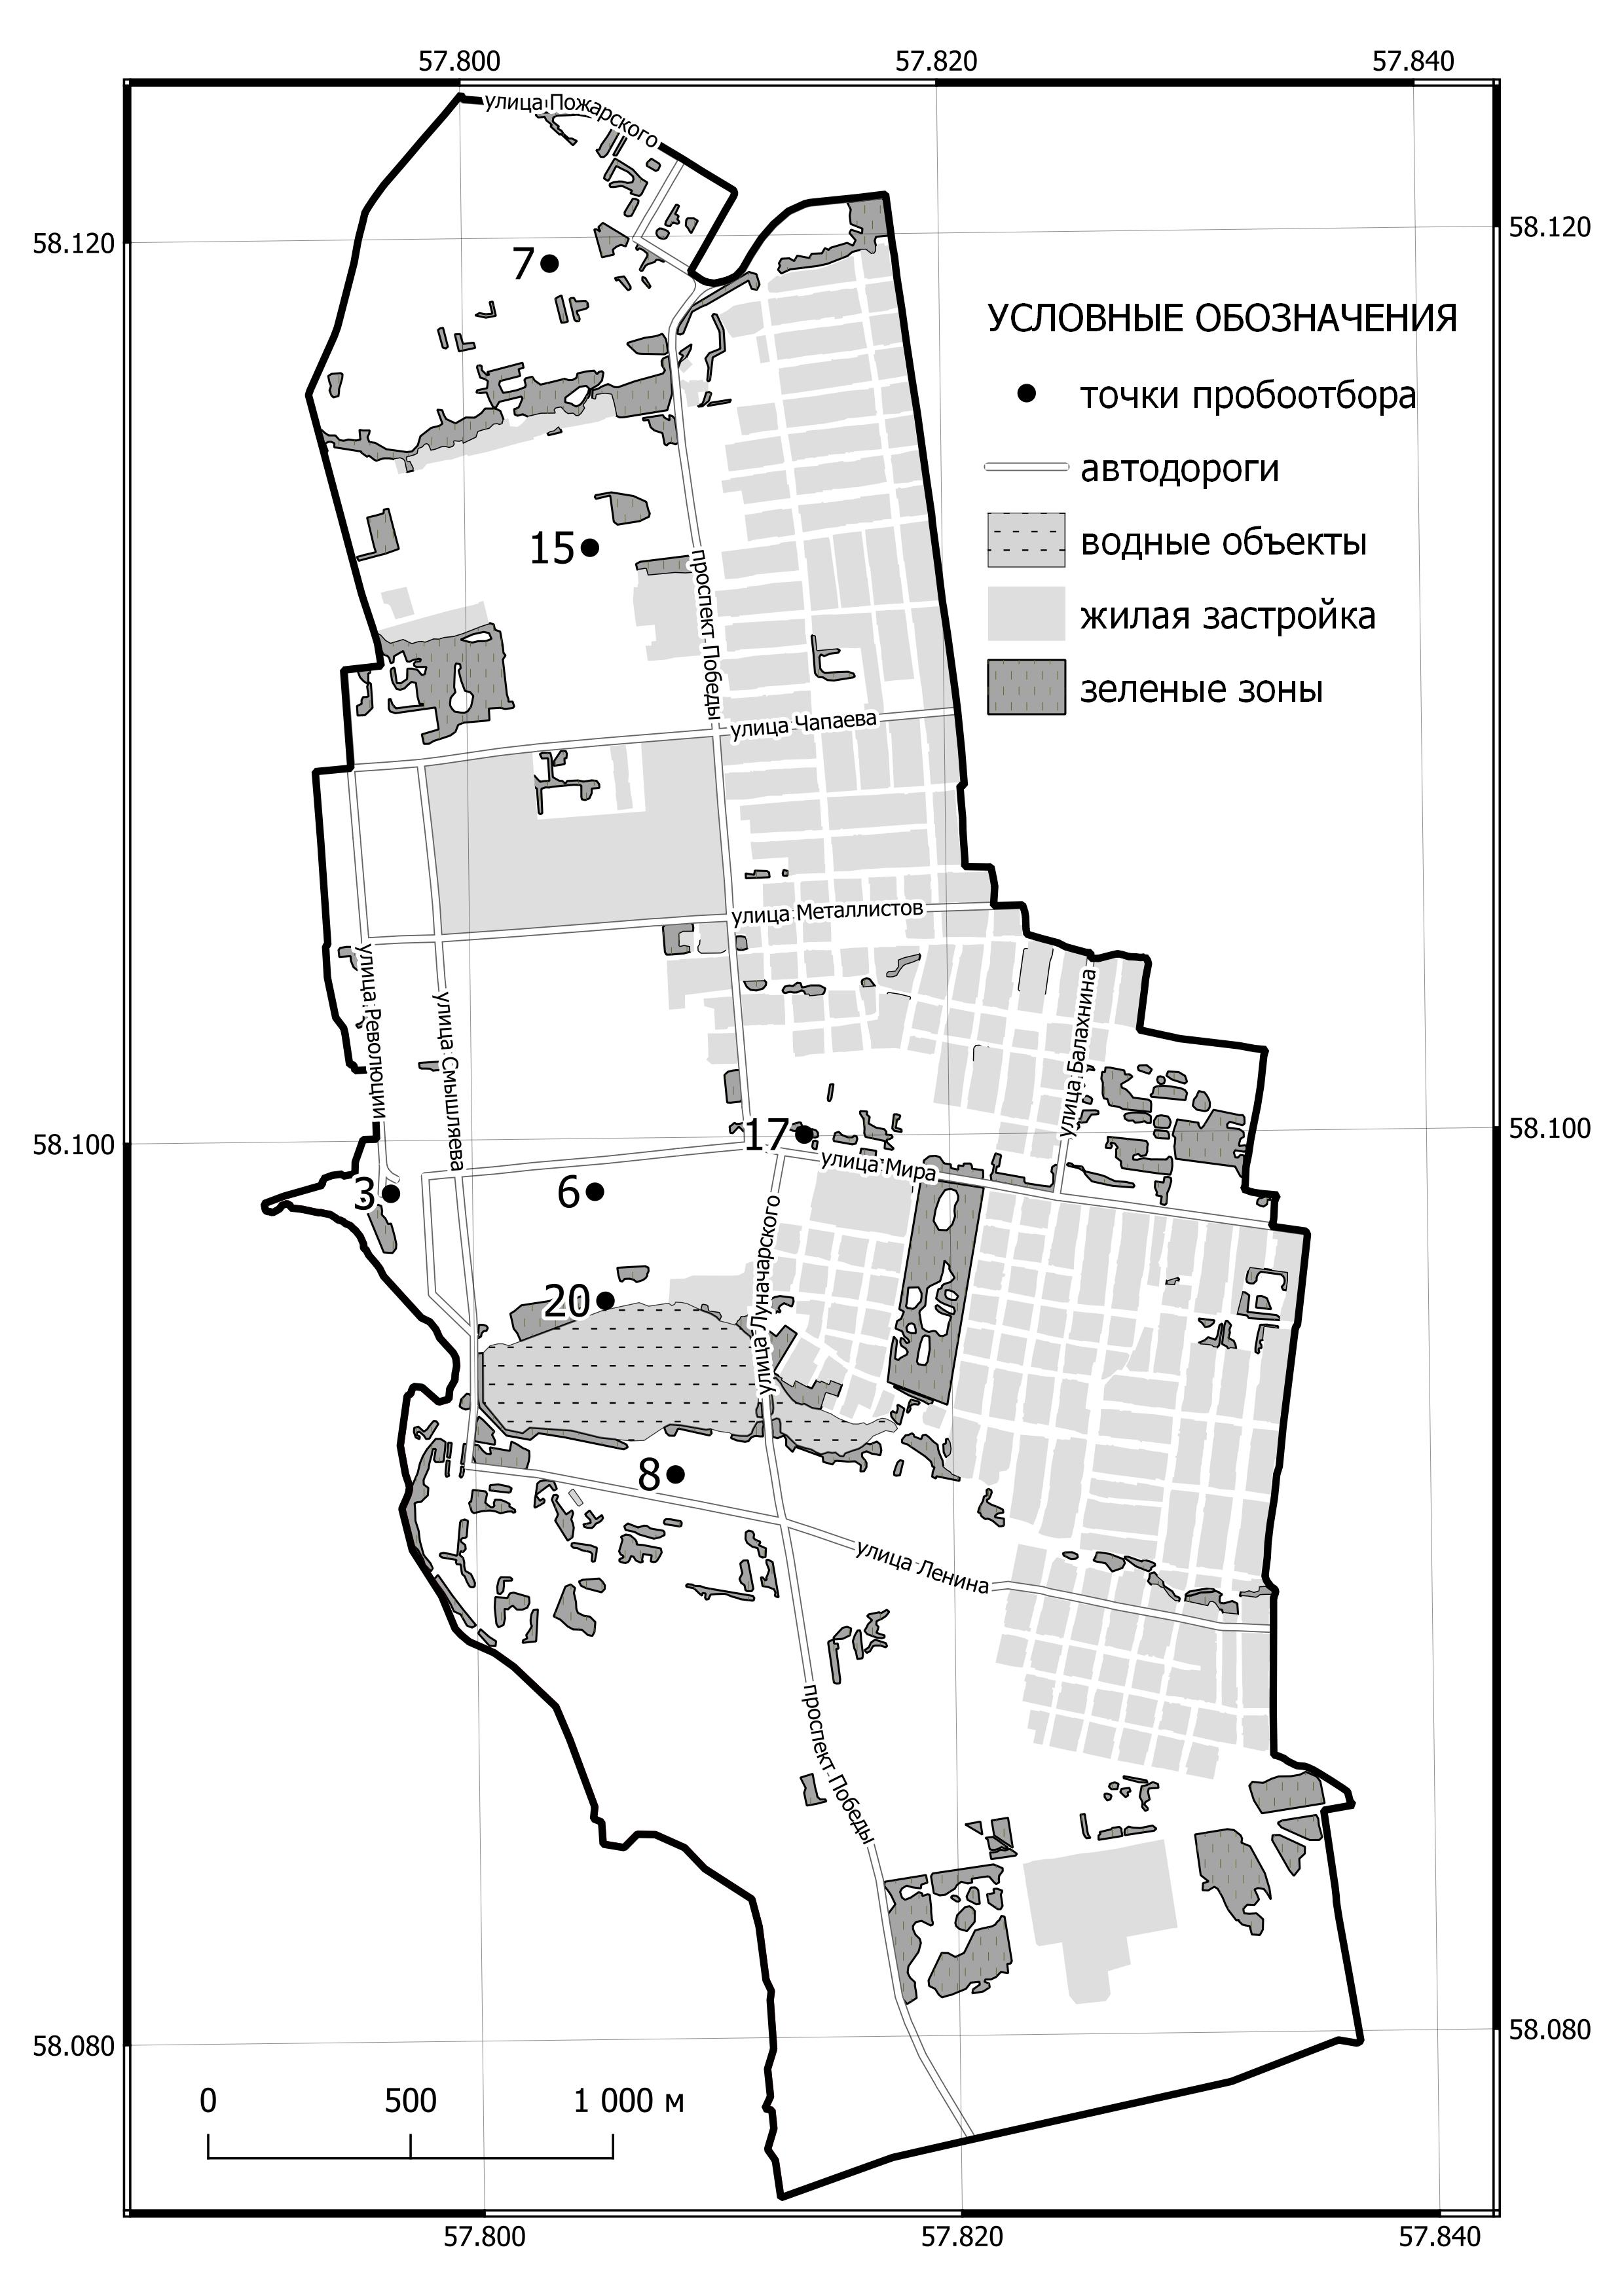 57.800
57.820
57.840
улица Пожарского
58.120
58.120
7
УСЛОВНЫЕ ОБОЗНАЧЕНИЯ
точки пробоотбора
автодороги
водные объекты
жилая застройка
зеленые зоны
15
проспект Победы
улица Чапаева
улица Металлистов
улица Революции
улица Смышляева
улица Балахнина
58.100
58.100
17
улица Мира
3
6
улица Луначарского
20
8
улица Ленина
проспект Победы
58.080
58.080
0
500
1 000 м
57.800
57.820
57.840